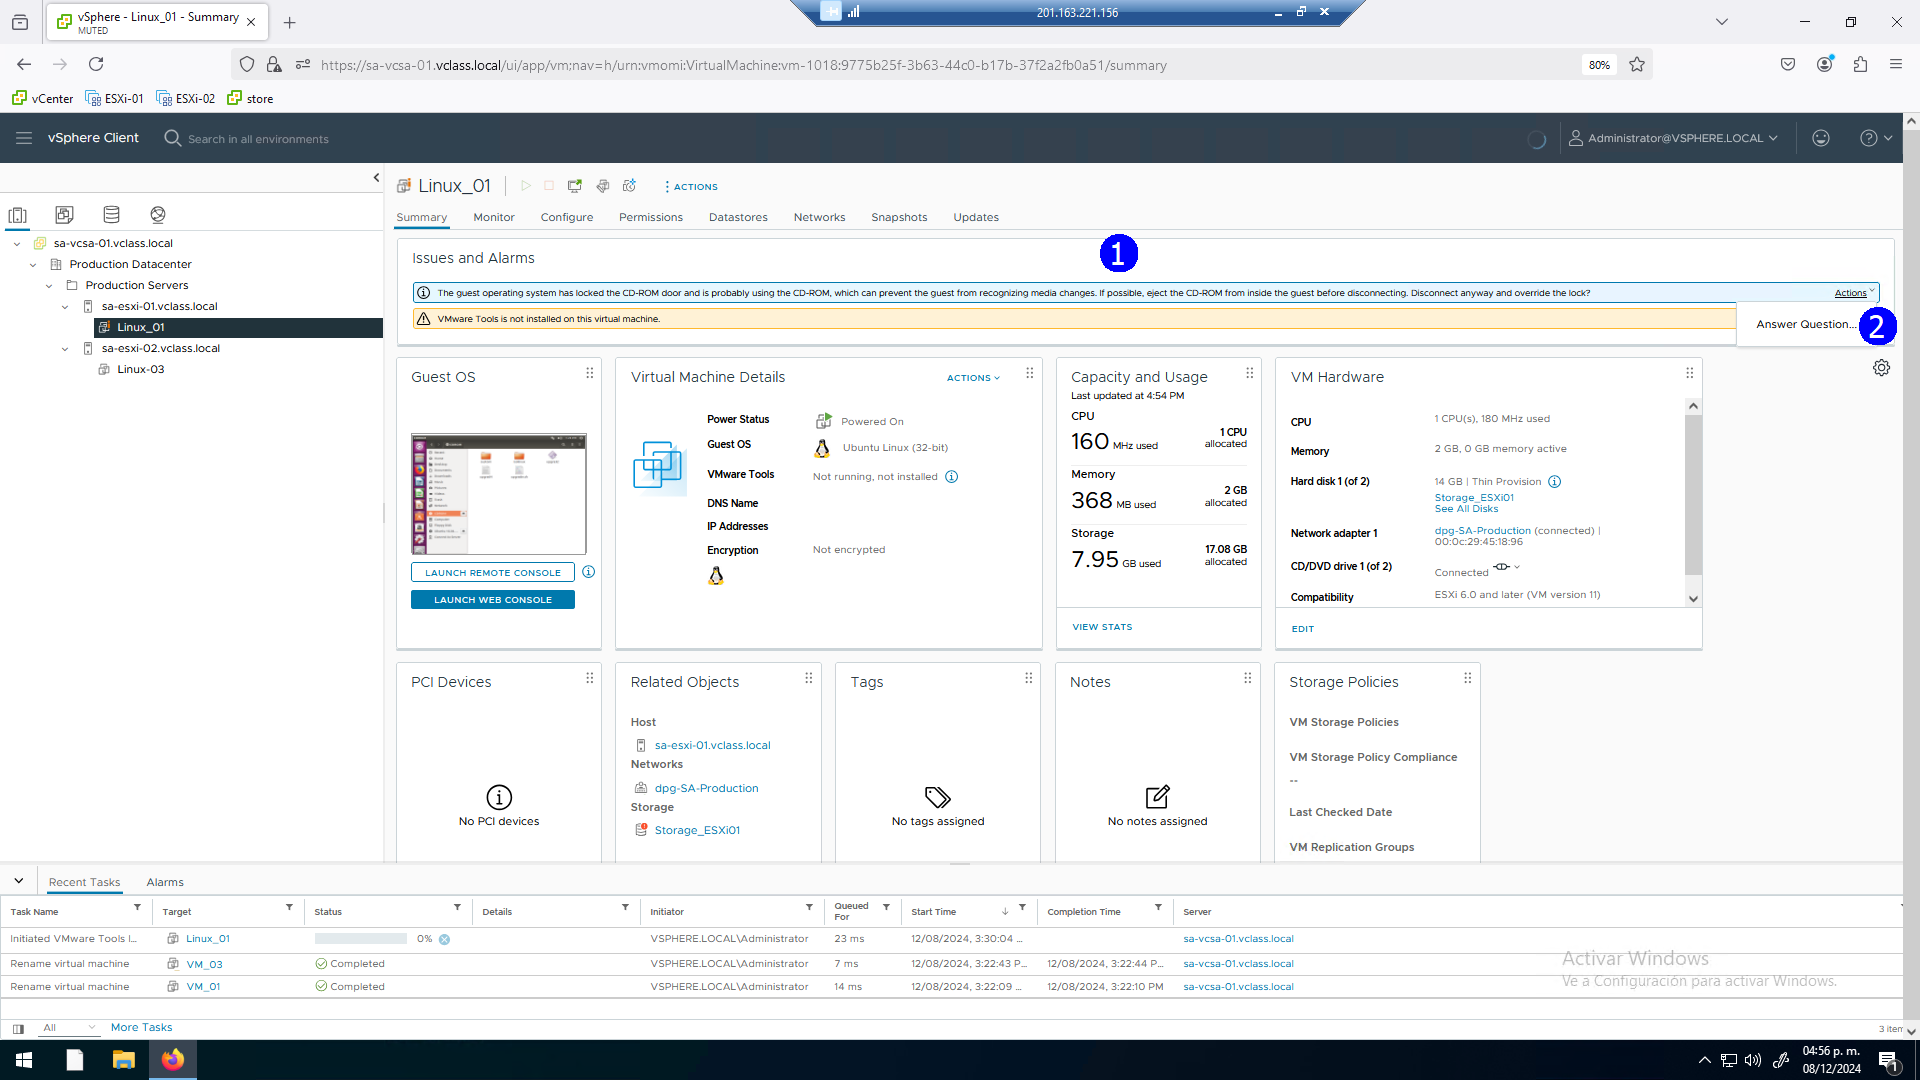 vSphere - Linux_01 - Summary
MUTED
201.163.221.156
https://sa-vcsa-01.vclass.local/ui/app/vm;nav=h/urn:vmomi:VirtualMachine:vm-1018:9775b25f-3b63-44c0-b17b-37f2a2fb0a51/summary
80%
vCenter
ESXi-01
ESXi-02
store
vSphere Client
Search in all environments
Administrator@VSPHERE.LOCAL
Linux_01
ACTIONS
Summary
Monitor
Configure
Permissions
Datastores
Networks
Snapshots
Updates
sa-vcsa-01.vclass.local
Production Datacenter
Production Servers
sa-esxi-01.vclass.local
Linux_01
sa-esxi-02.vclass.local
Linux-03
1
Issues and Alarms
The guest operating system has locked the CD-ROM door and is probably using the CD-ROM, which can prevent the guest from recognizing media changes. If possible, eject the CD-ROM from inside the guest before disconnecting. Disconnect anyway and override the lock?
Actions
VMware Tools is not installed on this virtual machine.
Answer Question...
2
Guest OS
LAUNCH REMOTE CONSOLE
LAUNCH WEB CONSOLE
Virtual Machine Details
ACTIONS
Power Status
Powered On
Guest OS
Ubuntu Linux (32-bit)
VMware Tools
Not running, not installed
DNS Name
IP Addresses
Encryption
Not encrypted
Capacity and Usage
Last updated at 4:54 PM
CPU
160 MHz used
1 CPU
allocated
Memory
368 MB used
2 GB
allocated
Storage
7.95 GB used
17.08 GB
allocated
VIEW STATS
VM Hardware
CPU
1 CPU(s), 180 MHz used
Memory
2 GB, 0 GB memory active
Hard disk 1 (of 2)
14 GB | Thin Provision
Storage_ESXi01
See All Disks
Network adapter 1
dpg-SA-Production (connected) |
00:0c:29:45:18:96
CD/DVD drive 1 (of 2)
Connected
Compatibility
ESXi 6.0 and later (VM version 11)
EDIT
PCI Devices
No PCI devices
Related Objects
Host
sa-esxi-01.vclass.local
Networks
dpg-SA-Production
Storage
Storage_ESXi01
Tags
No tags assigned
Notes
No notes assigned
Storage Policies
VM Storage Policies
VM Storage Policy Compliance
--
Last Checked Date
VM Replication Groups
Recent Tasks
Alarms
Task Name
Target
Status
Details
Initiator
Queued For
Start Time
Completion Time
Server
Initiated VMware Tools I...
Linux_01
0%
VSPHERE.LOCAL\Administrator
23 ms
12/08/2024, 3:30:04 ...
sa-vcsa-01.vclass.local
Rename virtual machine
VM_03
Completed
VSPHERE.LOCAL\Administrator
7 ms
12/08/2024, 3:22:43 P...
12/08/2024, 3:22:44 P...
sa-vcsa-01.vclass.local
Rename virtual machine
VM_01
Completed
VSPHERE.LOCAL\Administrator
14 ms
12/08/2024, 3:22:09 ...
12/08/2024, 3:22:10 PM
sa-vcsa-01.vclass.local
Activar Windows
Ve a Configuración para activar Windows.
All
More Tasks
3 item
04:56 p. m.
08/12/2024
1